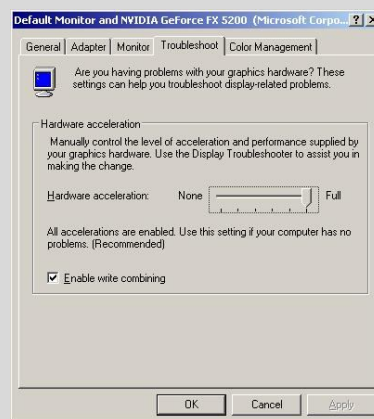 Default Monitor and NVIDIA GeForce FX 5200 (Microsoft Corpo...
General Adapter Monitor Troubleshoot Color Management
Are you having problems with your graphics hardware? These
settings can help you troubleshoot display-related problems.
Hardware acceleration
Manually control the level of acceleration and performance supplied by
your graphics hardware. Use the Display Troubleshooter to assist you in
making the change.
Hardware acceleration: None Full
All accelerations are enabled. Use this setting if your computer has no
problems. (Recommended)
Enable write combining
OK Cancel Apply